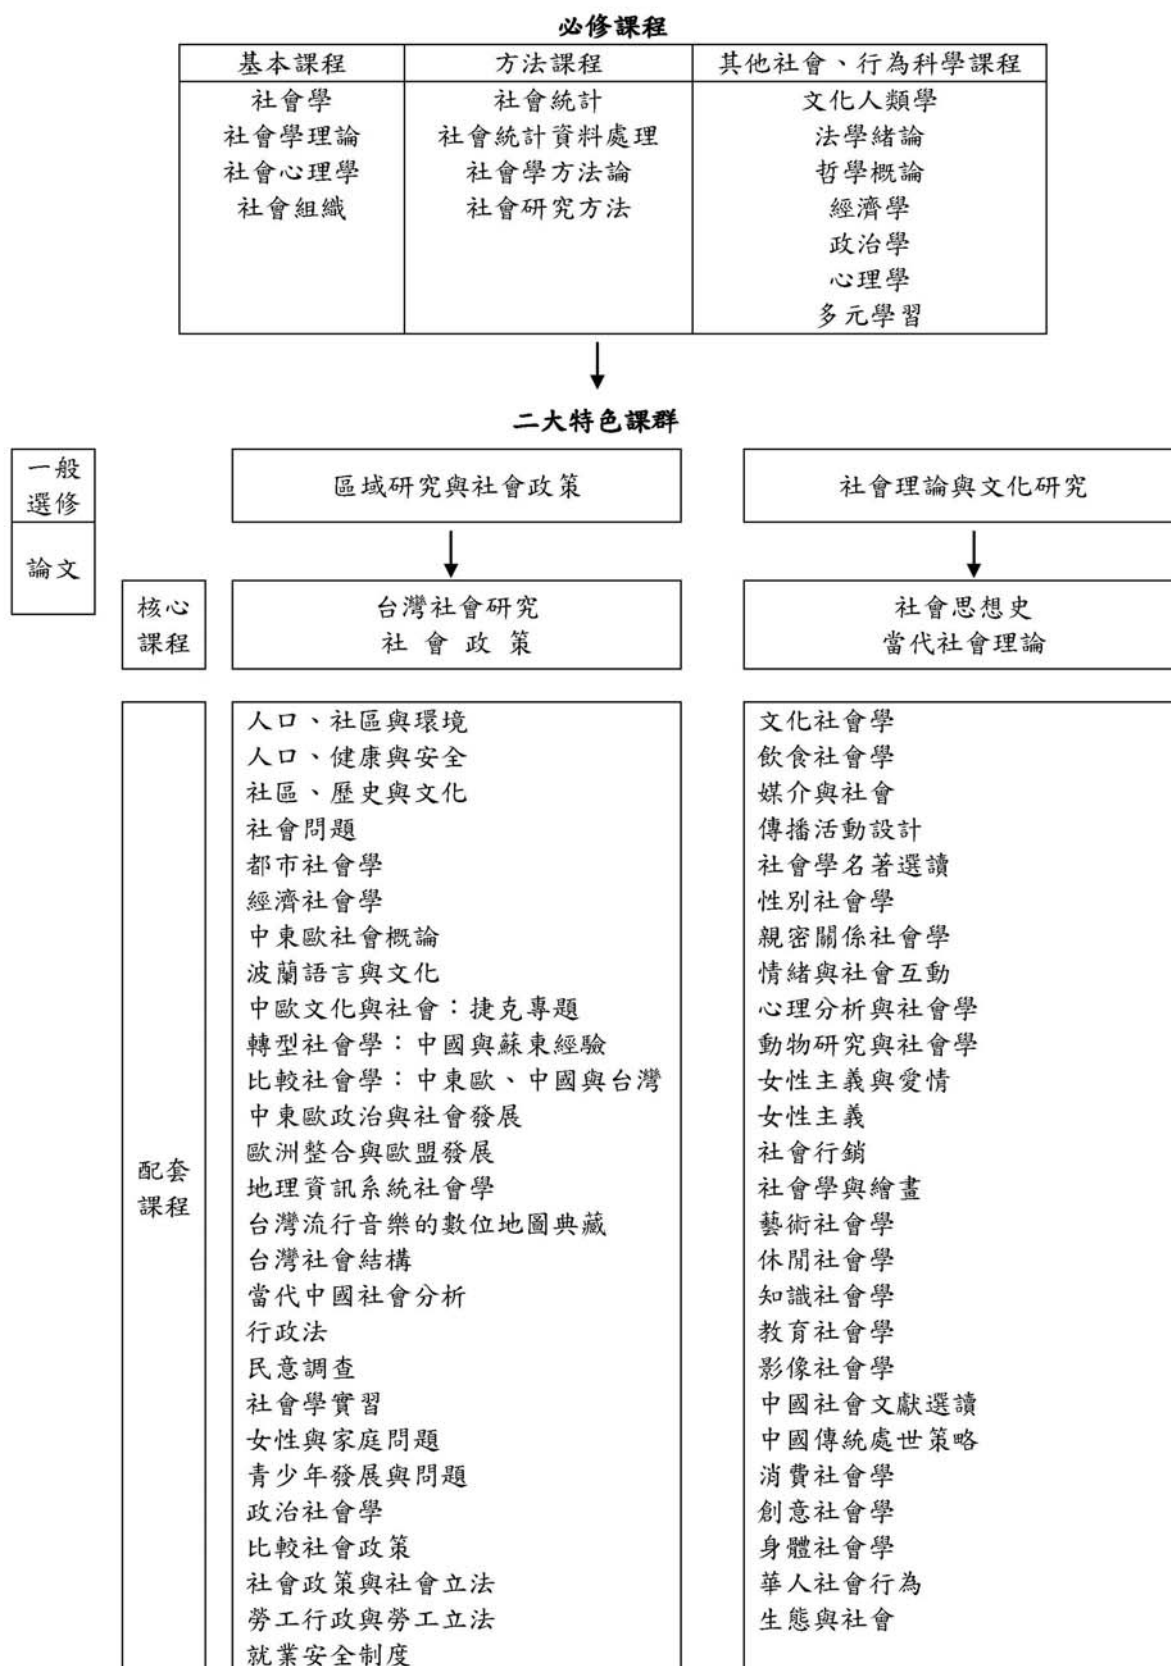 必修課程
基本課程
社會學
社會學理論
社會心理學
社會組織
方法課程
社會統計
社會統計資料處理
社會學方法論
社會研究方法
其他社會、行為科學課程
文化人類學
法學緒論
哲學概論
經濟學
政治學
心理學
多元學習
二大特色課群
一般
選修
論文
區域研究與社會政策
社會理論與文化研究
核心
課程
台灣社會研究
社 會 政 策
社會思想史
當代社會理論
配套
課程
人口、社區與環境
人口、健康與安全
社區、歷史與文化
社會問題
都市社會學
經濟社會學
中東歐社會概論
波蘭語言與文化
中歐文化與社會：捷克專題
轉型社會學：中國與蘇東經驗
比較社會學：中東歐、中國與台灣
中東歐政治與社會發展
歐洲整合與歐盟發展
地理資訊系統社會學
台灣流行音樂的數位地圖典藏
台灣社會結構
當代中國社會分析
行政法
民意調查
社會學實習
女性與家庭問題
青少年發展與問題
政治社會學
比較社會政策
社會政策與社會立法
勞工行政與勞工立法
就業安全制度
文化社會學
飲食社會學
媒介與社會
傳播活動設計
社會學名著選讀
性別社會學
親密關係社會學
情緒與社會互動
心理分析與社會學
動物研究與社會學
女性主義與愛情
女性主義
社會行銷
社會學與繪畫
藝術社會學
休閒社會學
知識社會學
教育社會學
影像社會學
中國社會文獻選讀
中國傳統處世策略
消費社會學
創意社會學
身體社會學
華人社會行為
生態與社會